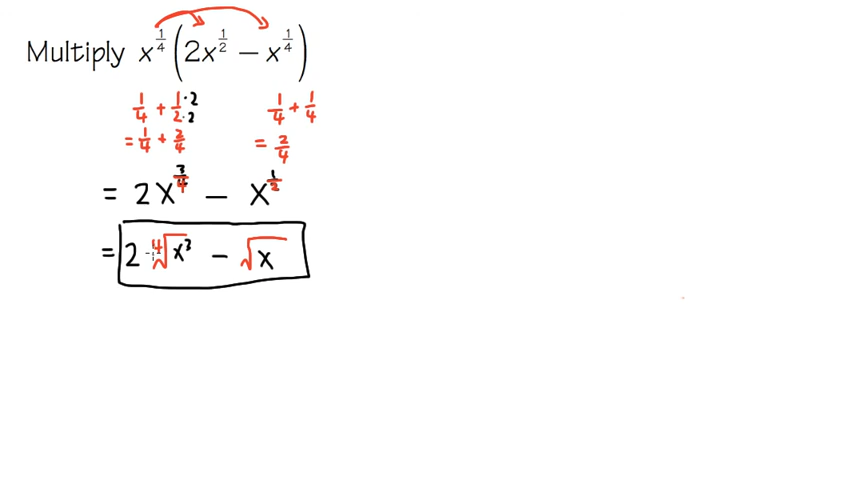 Multiply x^{1/4}(2x^{1/2} − x^{1/4})
1/4 + 1·2/2·2   1/4 + 1/4
= 1/4 + 2/4   = 2/4
= 2x^{3/4} − x^{1/2}
= 2 ∜x³ − √x